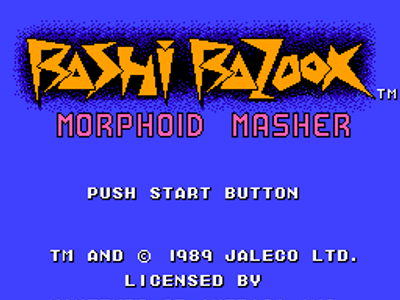 BASHI BAZOOK
TM
MORPHOID MASHER
PUSH START BUTTON
TM AND © 1989 JALECO LTD.
LICENSED BY